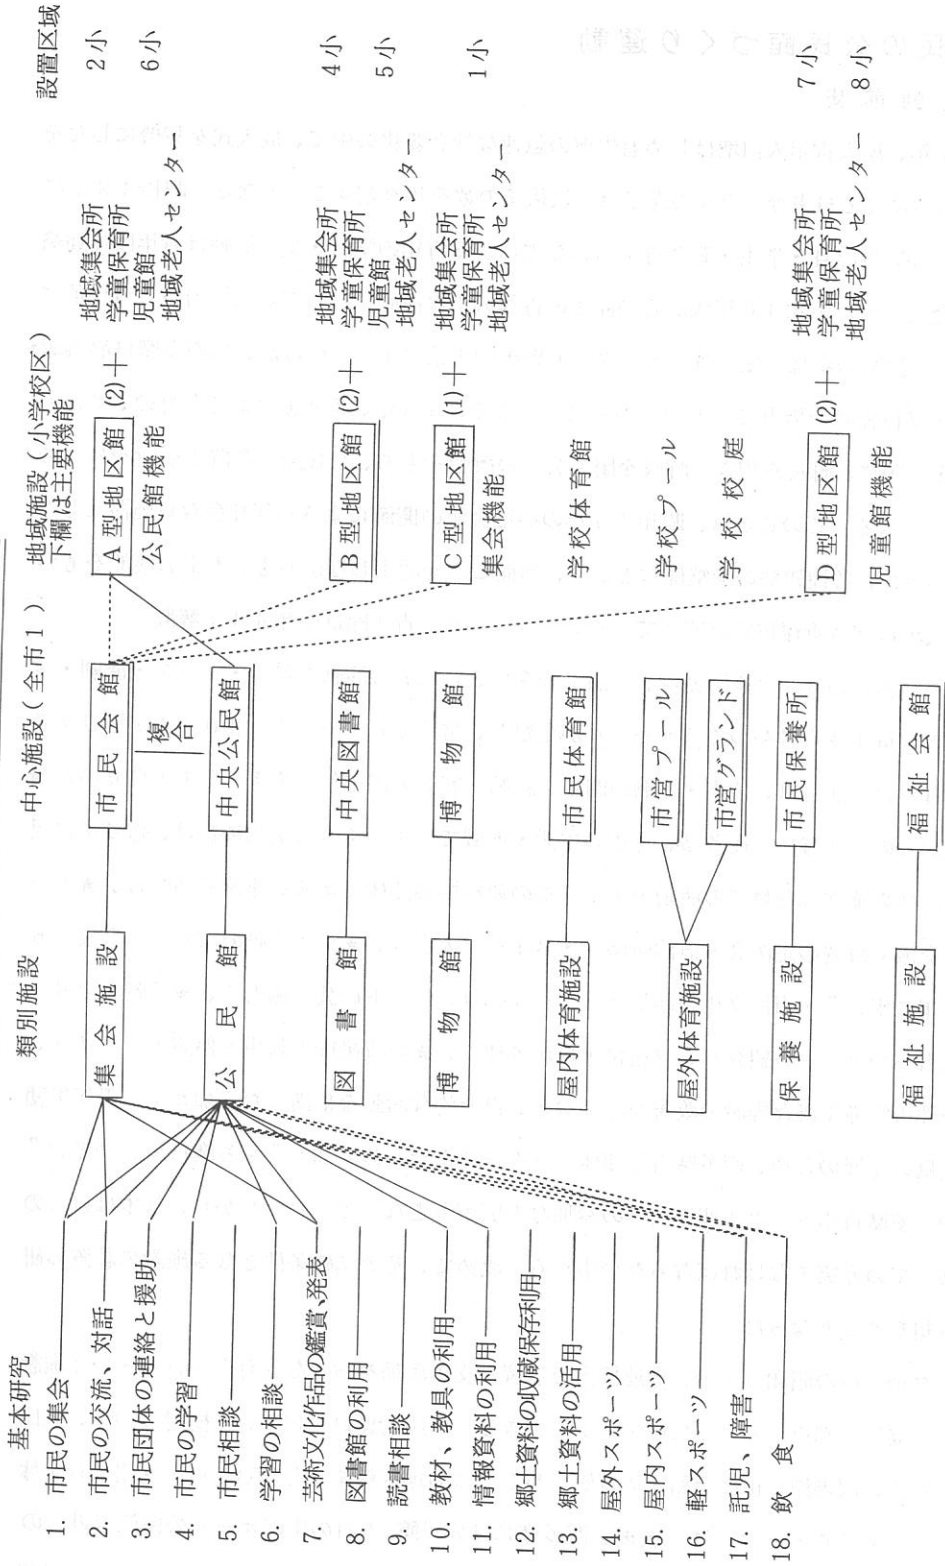 基本研究
1. 市民の集会
2. 市民の交流、対話
3. 市民団体の連絡と援助
4. 市民の学習
5. 市民相談
6. 学習の相談
7. 芸術文化作品の鑑賞、発表
8. 図書館の利用
9. 読書相談
10. 教材、教具の利用
11. 情報資料の利用
12. 郷土資料の収蔵保存利用
13. 郷土資料の活用
14. 屋外スポーツ
15. 屋内スポーツ
16. 軽スポーツ
17. 託児、障害
18. 飲食
類別施設
集会施設
公民館
図書館
博物館
屋内体育施設
屋外体育施設
保養施設
福祉施設
中心施設(全市1)
市民会館
複合
中央公民館
中央図書館
博物館
市民体育館
市営プール
市営グランド
市民保養所
福祉会館
地域施設(小学校区)
下欄は主要機能
A型地区館 (2)+
公民館機能
B型地区館 (2)+
C型地区館 (1)+
集会機能
学校体育館
学校プール
学校校庭
D型地区館 (2)+
児童館機能
地域集会所
学童保育所
児童館
地域老人センター
地域集会所
学童保育所
児童館
地域老人センター
地域集会所
学童保育所
地域老人センター
地域集会所
学童保育所
地域老人センター
設置区域
2小
6小
4小
5小
1小
7小
8小